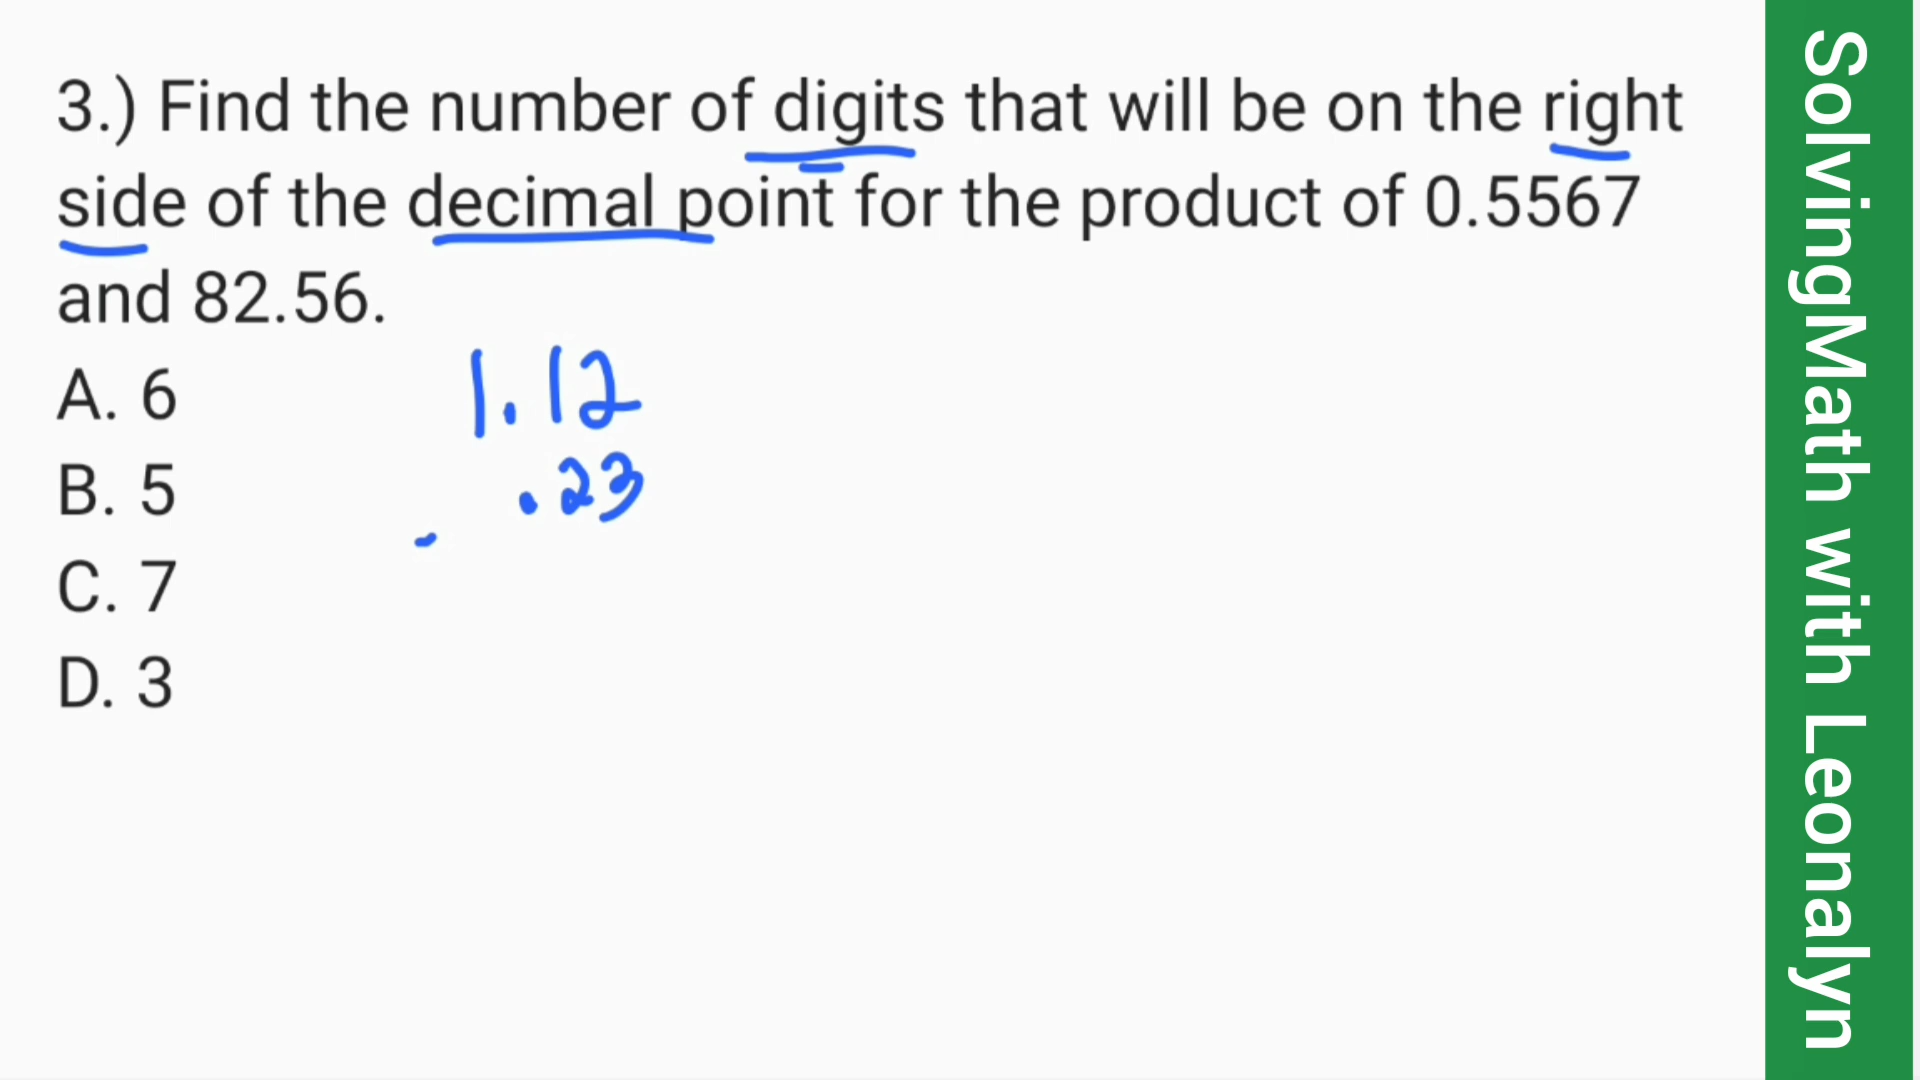 3.) Find the number of digits that will be on the right
side of the decimal point for the product of 0.5567
and 82.56.
A. 6
B. 5
C. 7
D. 3
1.12
.23
SolvingMath with Leonalyn